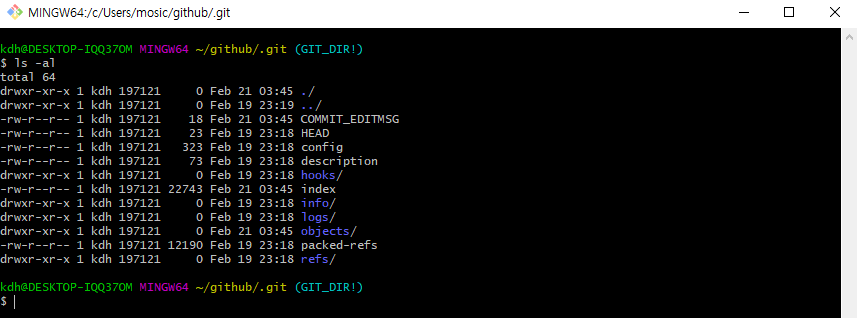 MINGW64:/c/Users/mosic/github/.git
kdh@DESKTOP-IQQ37OM MINGW64 ~/github/.git (GIT_DIR!)
$ ls -al
total 64
drwxr-xr-x 1 kdh 197121     0 Feb 21 03:45 ./
drwxr-xr-x 1 kdh 197121     0 Feb 19 23:19 ../
-rw-r--r-- 1 kdh 197121    18 Feb 21 03:45 COMMIT_EDITMSG
-rw-r--r-- 1 kdh 197121    23 Feb 19 23:18 HEAD
-rw-r--r-- 1 kdh 197121   323 Feb 19 23:18 config
-rw-r--r-- 1 kdh 197121    73 Feb 19 23:18 description
drwxr-xr-x 1 kdh 197121     0 Feb 19 23:18 hooks/
-rw-r--r-- 1 kdh 197121 22743 Feb 21 03:45 index
drwxr-xr-x 1 kdh 197121     0 Feb 19 23:18 info/
drwxr-xr-x 1 kdh 197121     0 Feb 19 23:18 logs/
drwxr-xr-x 1 kdh 197121     0 Feb 21 03:45 objects/
-rw-r--r-- 1 kdh 197121 12190 Feb 19 23:18 packed-refs
drwxr-xr-x 1 kdh 197121     0 Feb 19 23:18 refs/
kdh@DESKTOP-IQQ37OM MINGW64 ~/github/.git (GIT_DIR!)
$